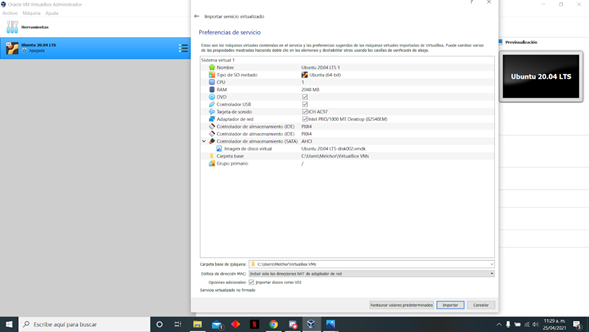 Oracle VM VirtualBox Administrador
Archivo Máquina Ayuda
Herramientas
Ubuntu 20.04 LTS
Apagada
Importar servicio virtualizado
Preferencias de servicio
Estas son las máquinas virtuales contenidas en el servicio y las preferencias sugeridas de las máquinas virtuales importadas de VirtualBox. Puede cambiar varias
de las propiedades mostradas haciendo doble clic en los elementos y deshabilitar otras usando las casillas de verificación de abajo.
Sistema virtual 1
Nombre Ubuntu 20.04 LTS 1
Tipo de SO invitado Ubuntu (64-bit)
CPU 1
RAM 2048 MB
DVD
Controlador USB
Tarjeta de sonido ICH AC97
Adaptador de red Intel PRO/1000 MT Desktop (82540EM)
Controlador de almacenamiento (IDE) PIIX4
Controlador de almacenamiento (IDE) PIIX4
Controlador de almacenamiento (SATA) AHCI
Imagen de disco virtual Ubuntu 20.04 LTS-disk002.vmdk
Carpeta base C:\Users\Melchor\VirtualBox VMs
Grupo primario /
Carpeta base de máquina: C:\Users\Melchor\VirtualBox VMs
Política de dirección MAC: Incluir solo las direcciones NAT de adaptador de red
Opciones adicionales: Importar discos como VDI
Servicio virtualizado no firmado
Restaurar valores predeterminados Importar Cancelar
Previsualización
Ubuntu 20.04 LTS
Escribe aquí para buscar
11:29 a. m.
25/04/2021